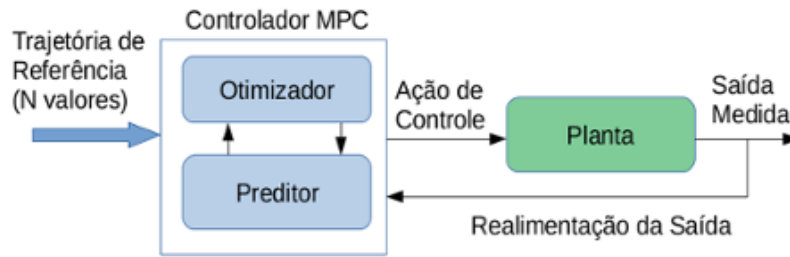 Controlador MPC
Trajetória de
Referência
(N valores)
Otimizador
Preditor
Ação de
Controle
Planta
Saída
Medida
Realimentação da Saída